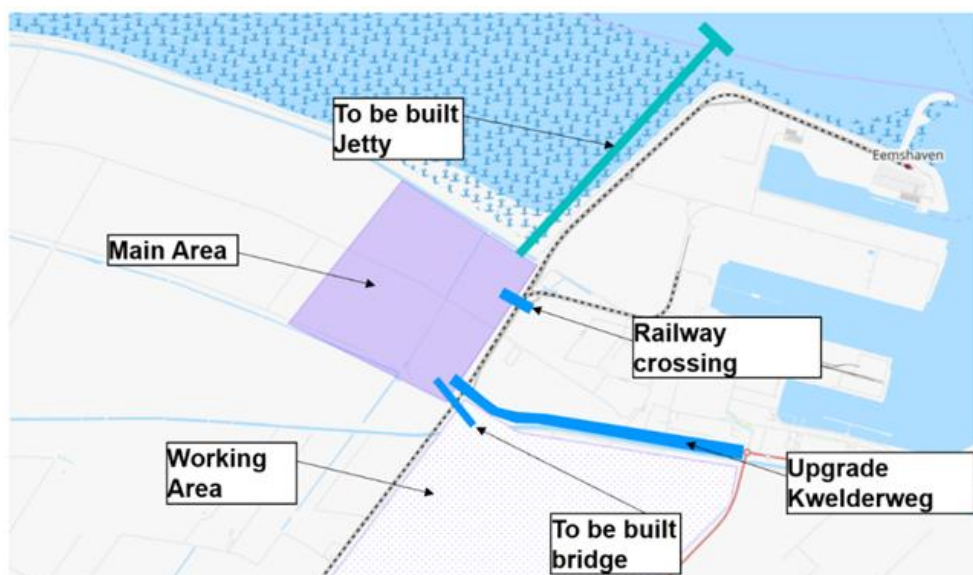 To be built
Jetty
Eemshaven
Main Area
Railway
crossing
Working
Area
Upgrade
Kwelderweg
To be built
bridge